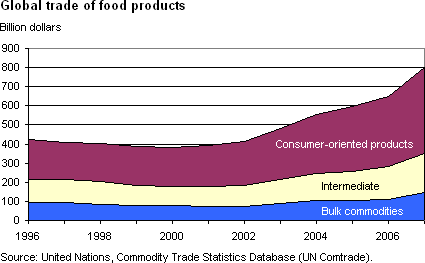 Global trade of food products
Billion dollars
900
800
700
600
500
400
300
200
100
0
Consumer-oriented products
Intermediate
Bulk commodities
1996 1998 2000 2002 2004 2006
Source: United Nations, Commodity Trade Statistics Database (UN Comtrade).